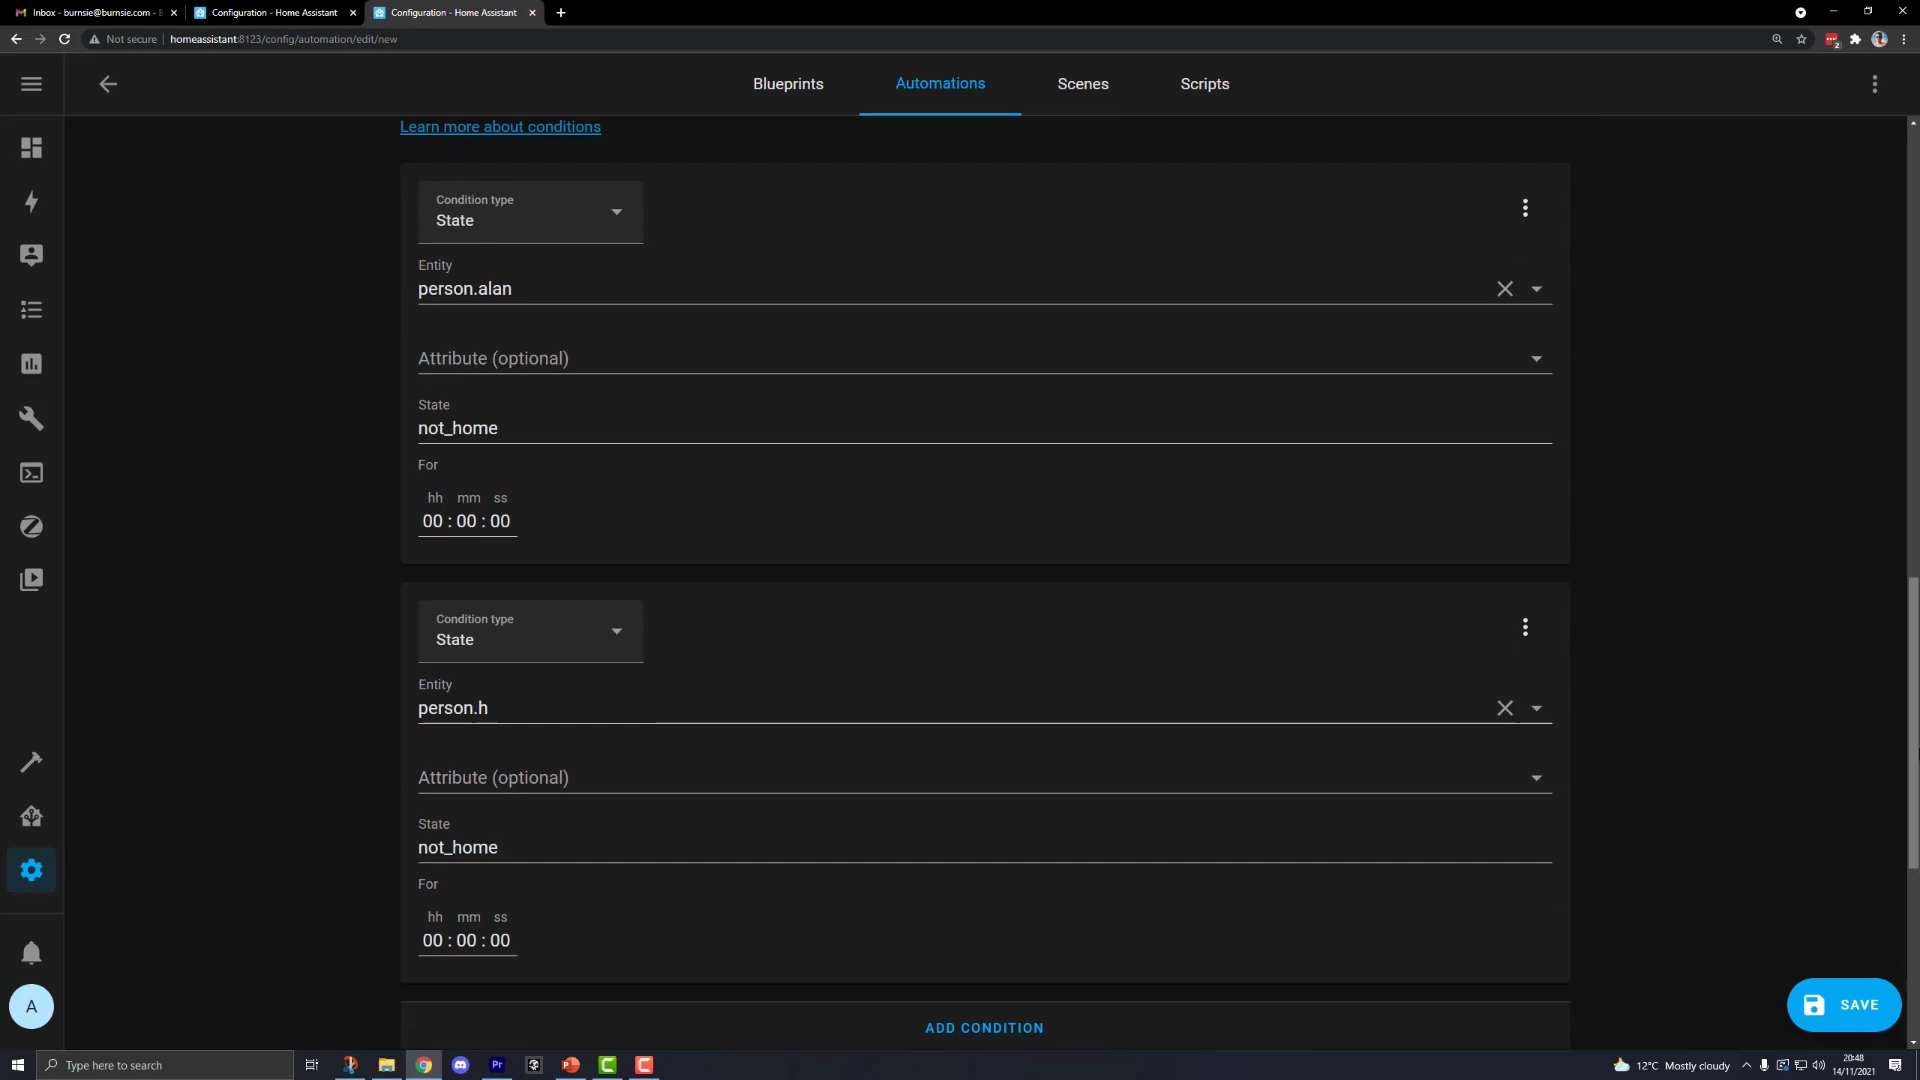 Inbox - burnsie@burnsie.com -
Configuration - Home Assistant
Configuration - Home Assistant
Not secure
homeassistant:8123/config/automation/edit/new
2
Blueprints
Automations
Scenes
Scripts
Learn more about conditions
Condition type
State
Entity
person.alan
Attribute (optional)
State
not_home
For
hh mm ss
00 : 00 : 00
Condition type
State
Entity
person.h
Attribute (optional)
State
not_home
For
hh mm ss
00 : 00 : 00
ADD CONDITION
A
SAVE
Type here to search
Pr
12°C Mostly cloudy
20:48
14/11/2021